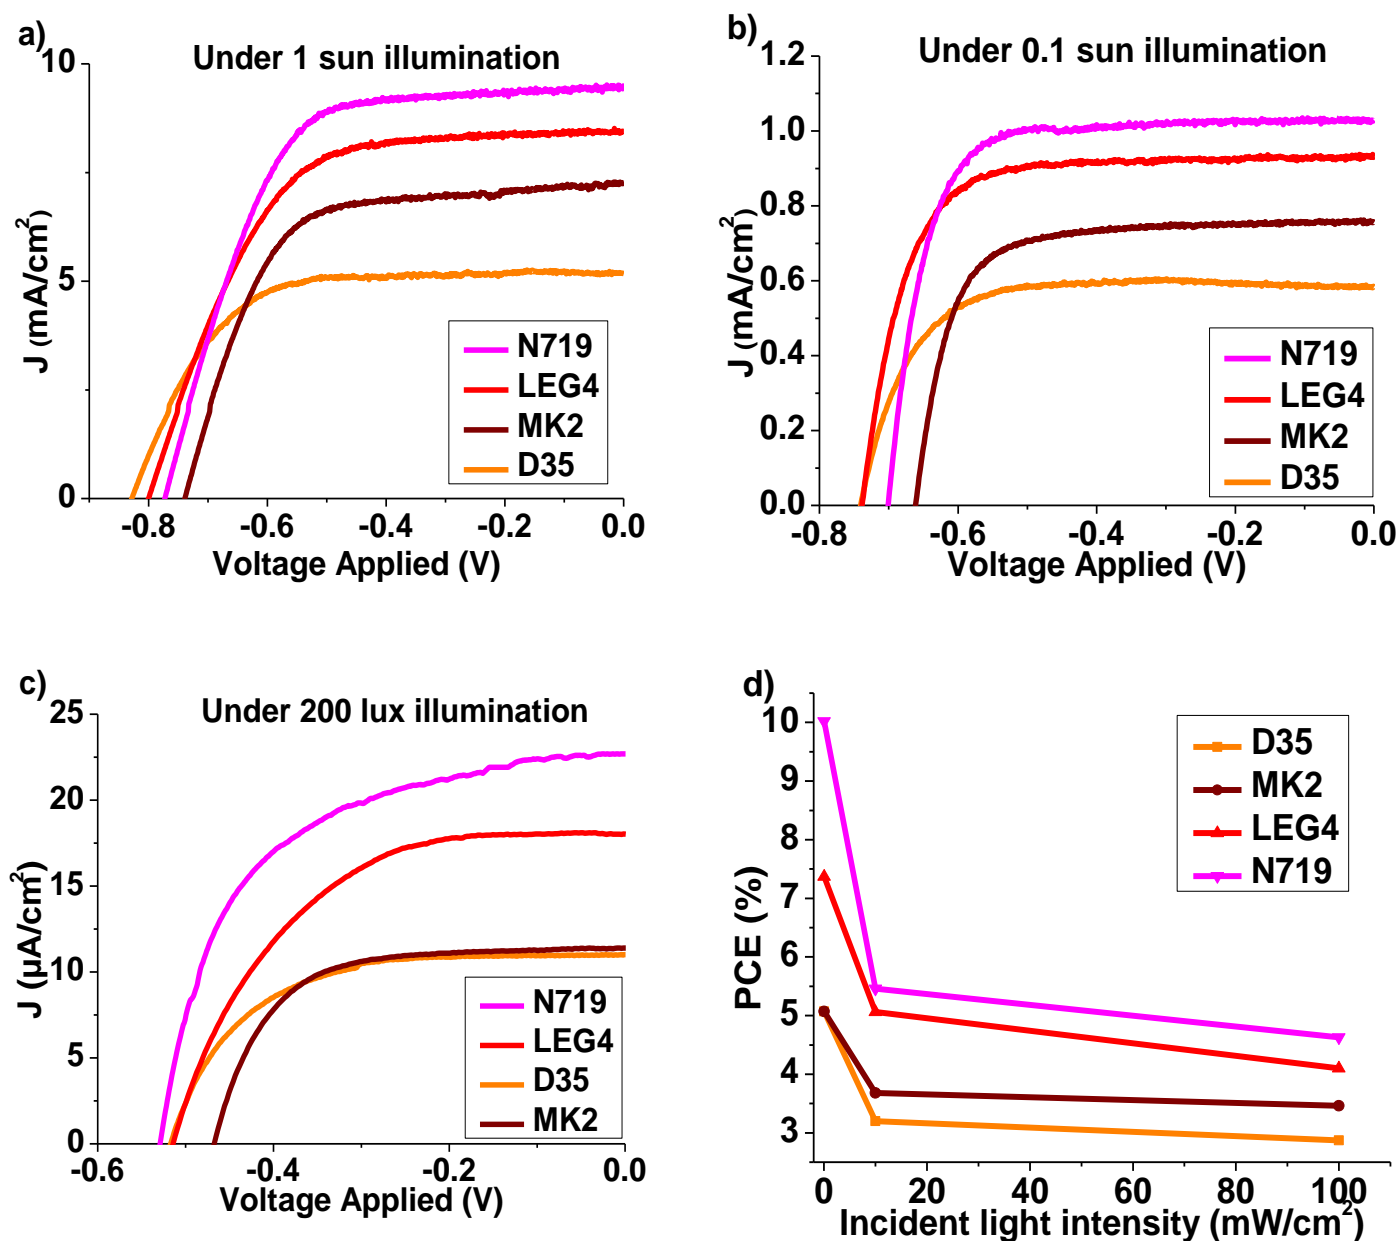 a)
Under 1 sun illumination
10
5
0
J (mA/cm²)
N719
LEG4
MK2
D35
-0.8 -0.6 -0.4 -0.2 0.0
Voltage Applied (V)
b)
Under 0.1 sun illumination
1.2
1.0
0.8
0.6
0.4
0.2
0.0
J (mA/cm²)
N719
LEG4
MK2
D35
-0.8 -0.6 -0.4 -0.2 0.0
Voltage Applied (V)
c)
Under 200 lux illumination
25
20
15
10
5
0
J (µA/cm²)
N719
LEG4
D35
MK2
-0.6 -0.4 -0.2 0.0
Voltage Applied (V)
d)
10
9
8
7
6
5
4
3
PCE (%)
D35
MK2
LEG4
N719
0 20 40 60 80 100
Incident light intensity (mW/cm²)